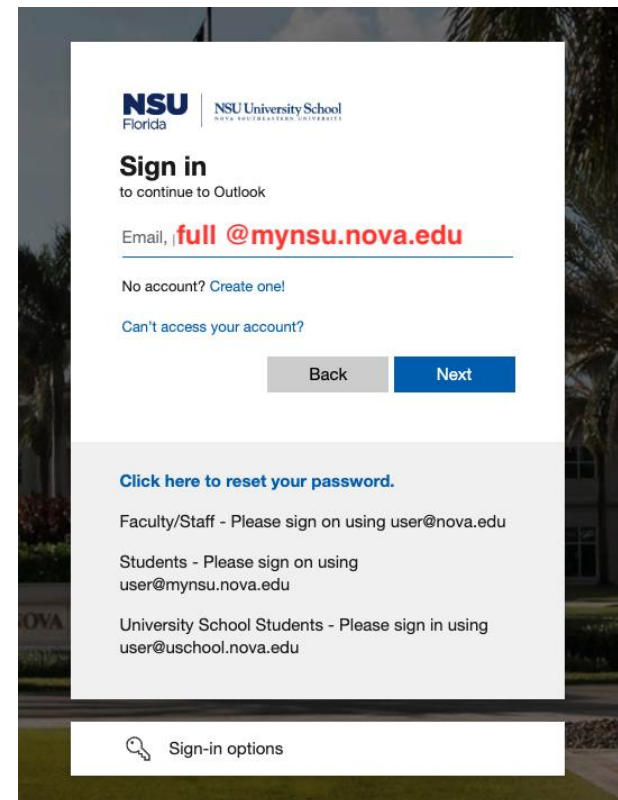 NSU
Florida
NSU University School
NOVA SOUTHEASTERN UNIVERSITY
Sign in
to continue to Outlook
Email, full @mynsu.nova.edu
No account? Create one!
Can't access your account?
Back Next
Click here to reset your password.
Faculty/Staff - Please sign on using user@nova.edu
Students - Please sign on using
user@mynsu.nova.edu
University School Students - Please sign in using
user@uschool.nova.edu
OVA
Sign-in options